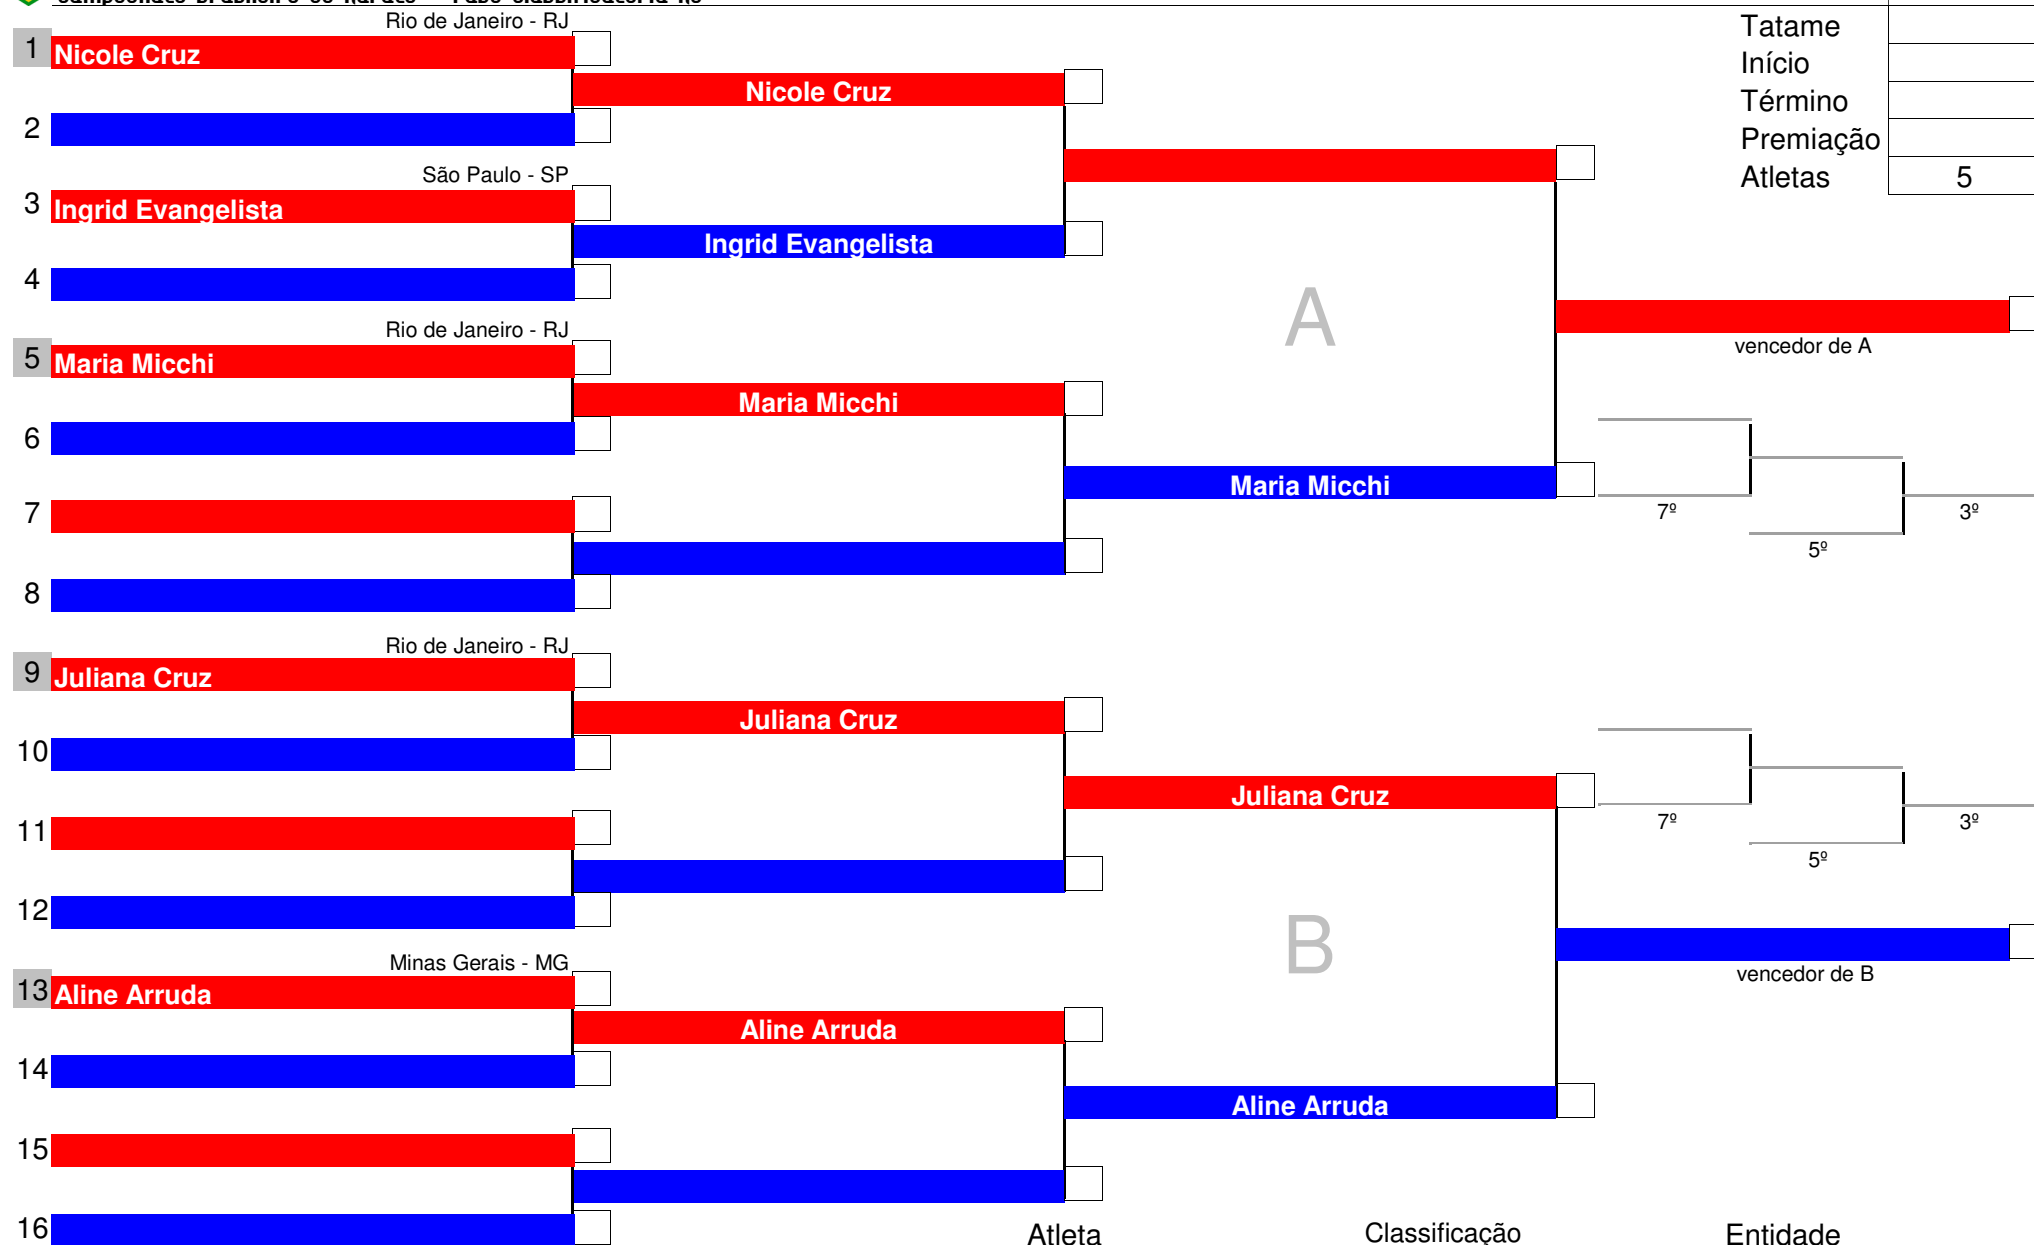 Rio de Janeiro - RJ
1 Nicole Cruz
Nicole Cruz
2
São Paulo - SP
3 Ingrid Evangelista
Ingrid Evangelista
4
Rio de Janeiro - RJ
5 Maria Micchi
Maria Micchi
6
Maria Micchi
7
8
Rio de Janeiro - RJ
9 Juliana Cruz
Juliana Cruz
10
Juliana Cruz
11
12
Minas Gerais - MG
13 Aline Arruda
Aline Arruda
14
Aline Arruda
15
16
A
B
Tatame
Início
Término
Premiação
Atletas 5
vencedor de A
7º
3º
5º
7º
3º
5º
vencedor de B
Atleta Classificação Entidade